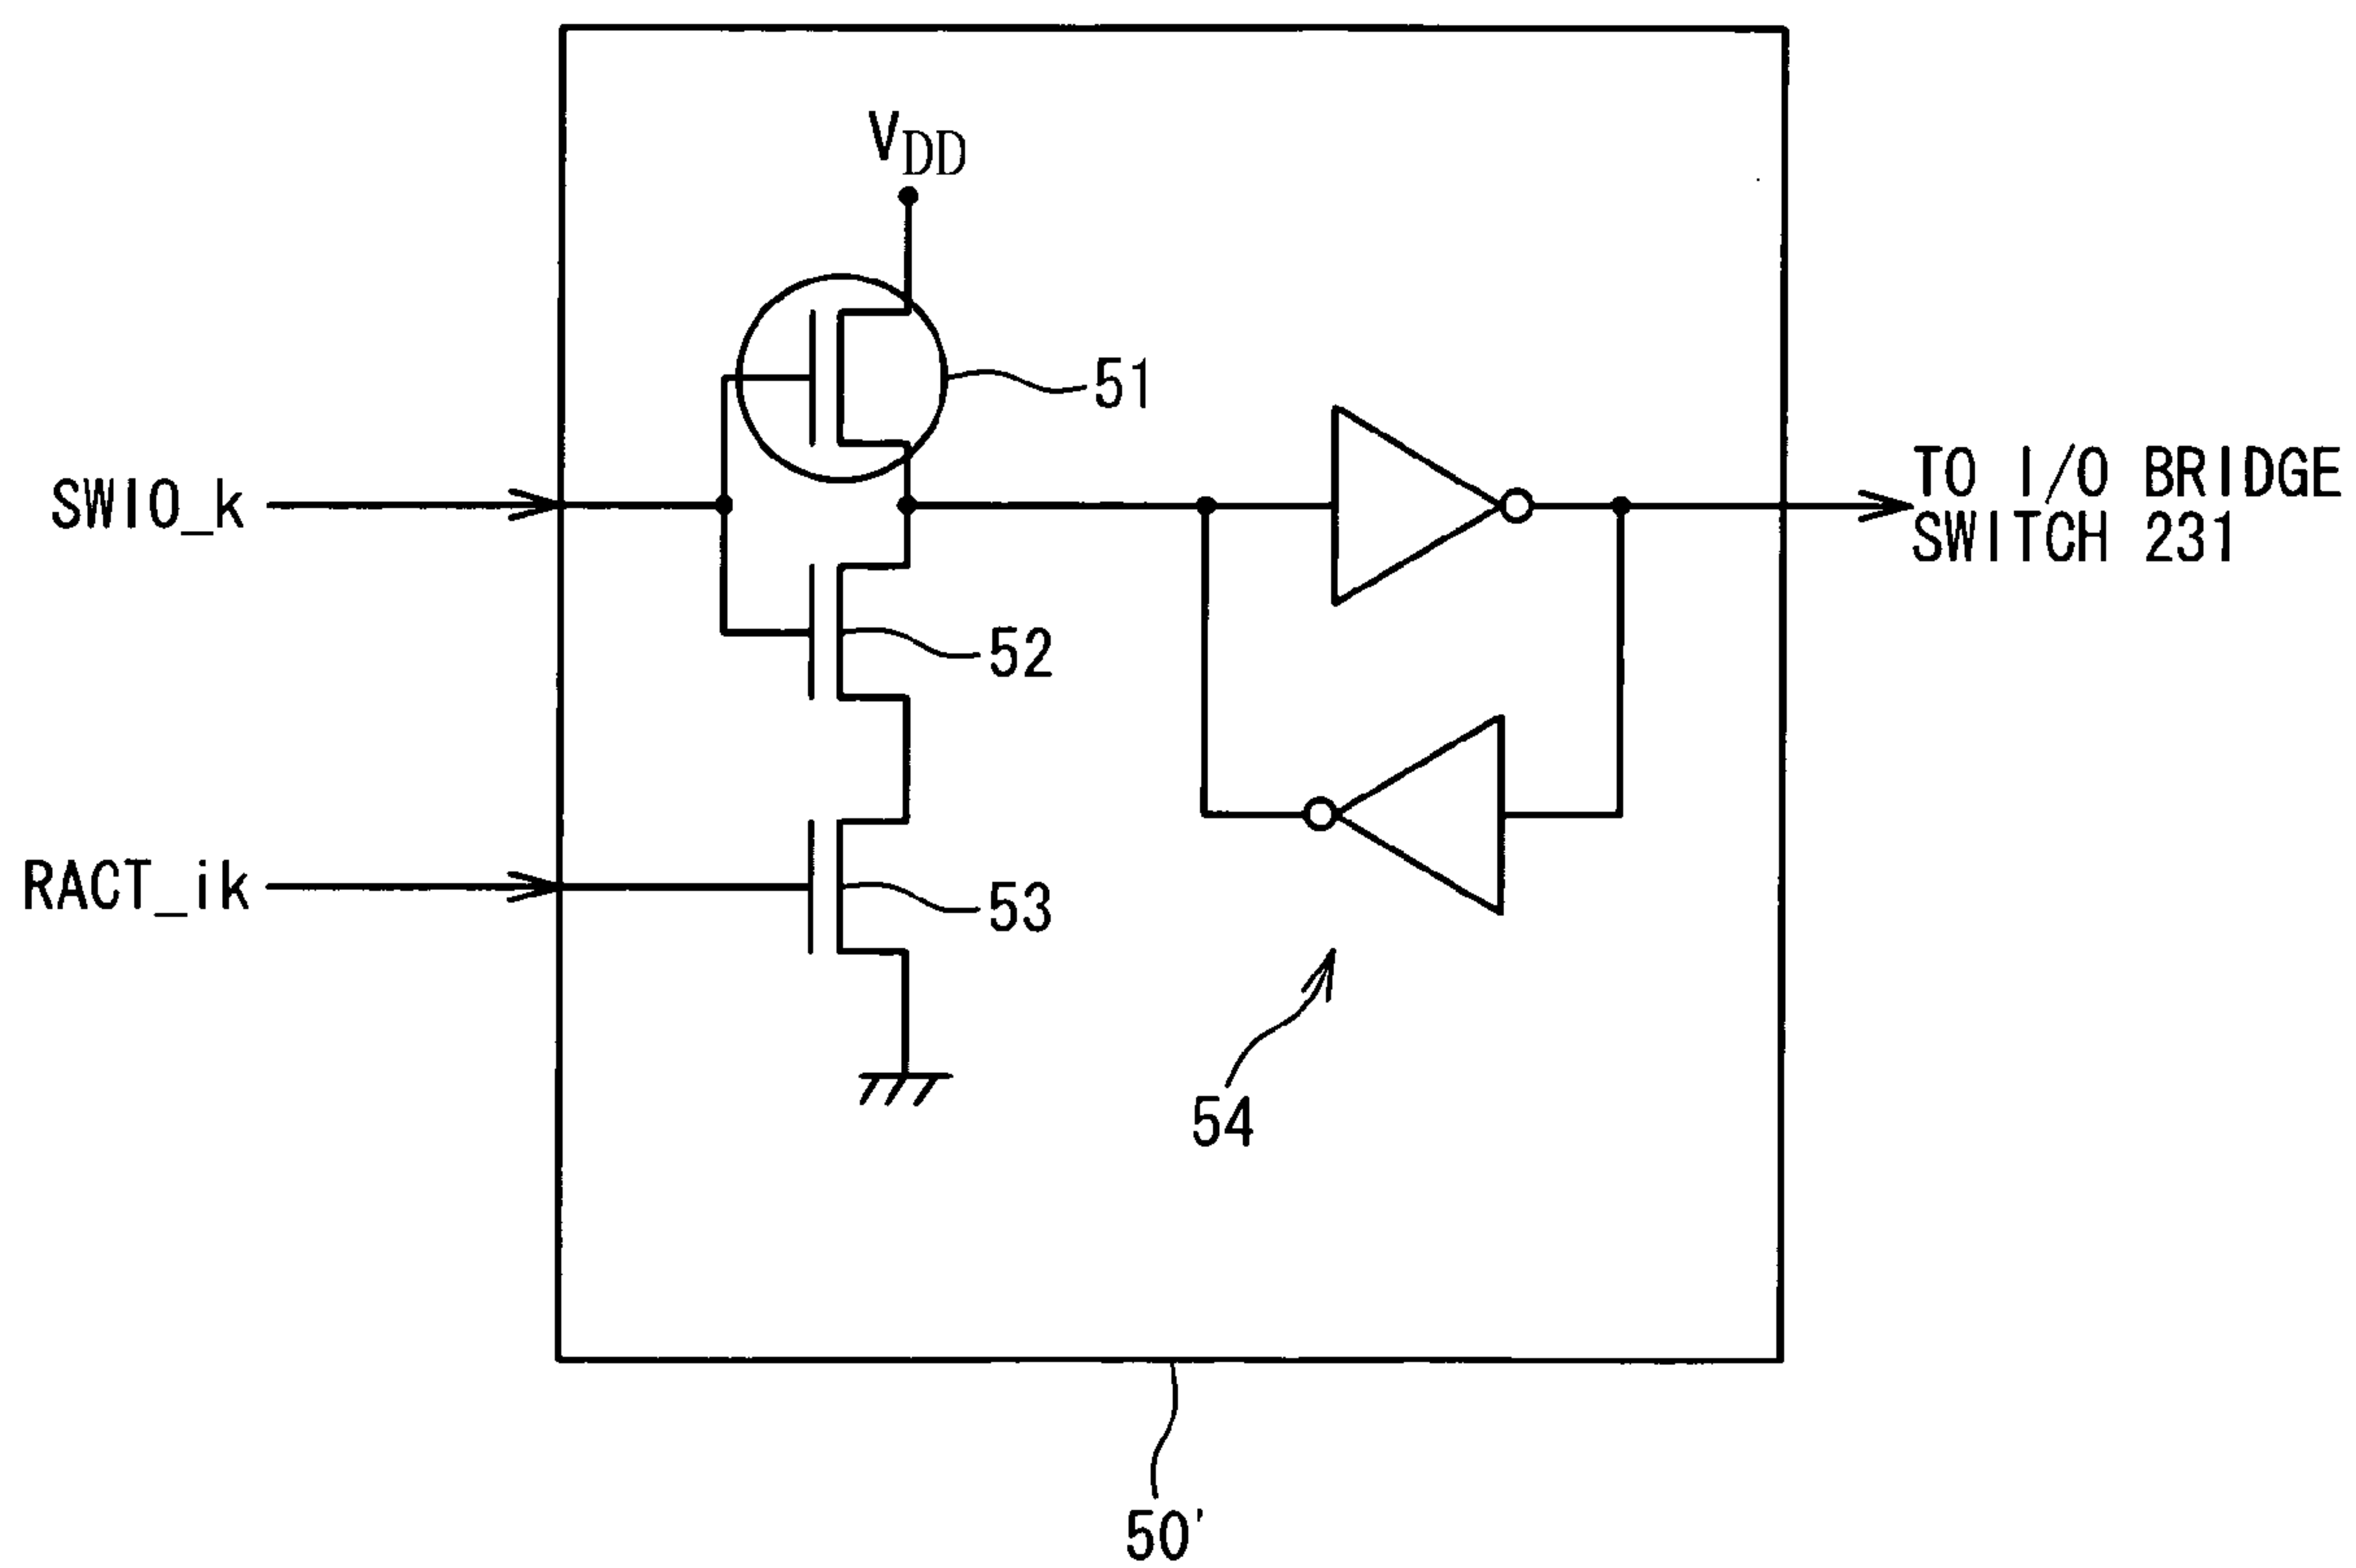 VDD
51
SWIO_k
TO I/O BRIDGE
SWITCH 231
52
RACT_ik
53
54
50'